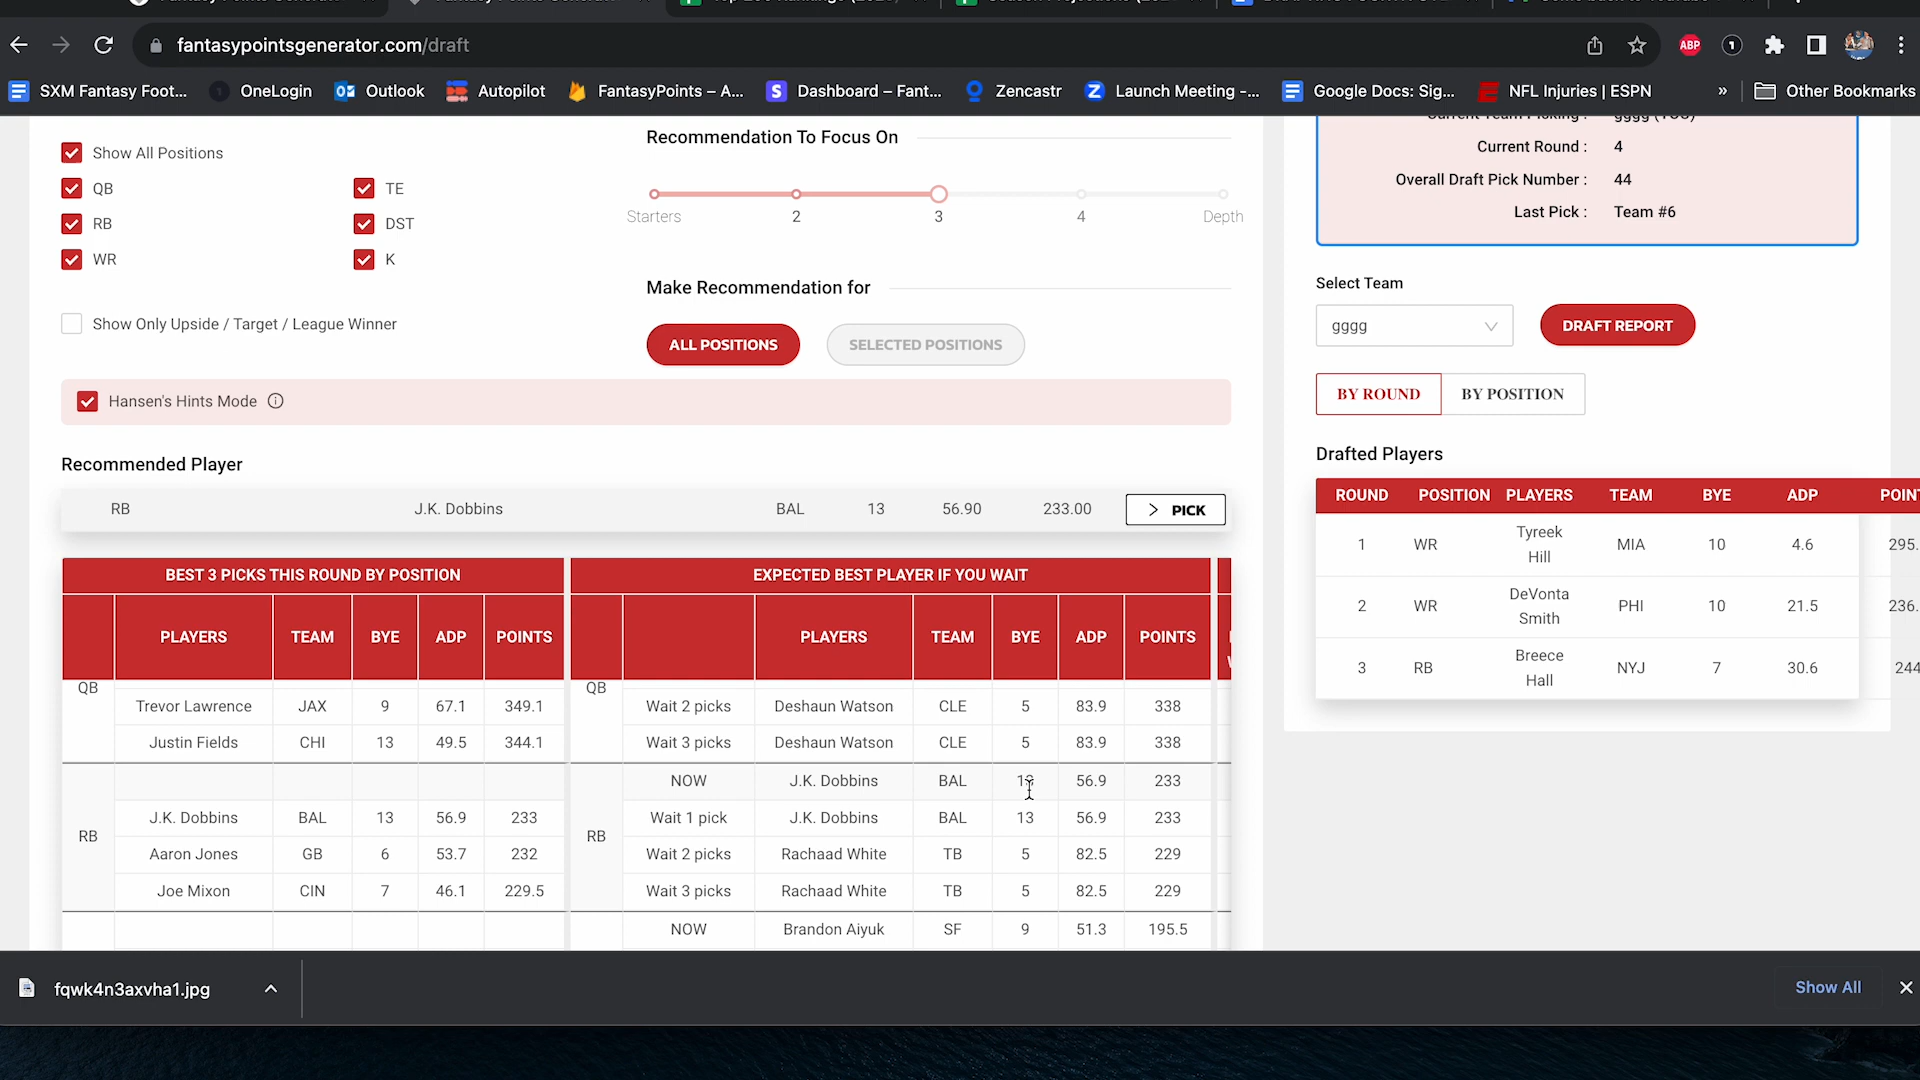 fantasypointsgenerator.com/draft
ABP
SXM Fantasy Foot...
OneLogin
Outlook
Autopilot
FantasyPoints – A...
Dashboard – Fant...
Zencastr
Launch Meeting -...
Google Docs: Sig...
NFL Injuries | ESPN
»
Other Bookmarks
Show All Positions
QB
TE
RB
DST
WR
K
Show Only Upside / Target / League Winner
Recommendation To Focus On
Starters 2 3 4 Depth
Make Recommendation for
ALL POSITIONS
SELECTED POSITIONS
Hansen's Hints Mode
Recommended Player
RB J.K. Dobbins BAL 13 56.90 233.00 > PICK
BEST 3 PICKS THIS ROUND BY POSITION
PLAYERS TEAM BYE ADP POINTS
QB
Trevor Lawrence JAX 9 67.1 349.1
Justin Fields CHI 13 49.5 344.1
RB
J.K. Dobbins BAL 13 56.9 233
Aaron Jones GB 6 53.7 232
Joe Mixon CIN 7 46.1 229.5
EXPECTED BEST PLAYER IF YOU WAIT
PLAYERS TEAM BYE ADP POINTS
QB
Wait 2 picks Deshaun Watson CLE 5 83.9 338
Wait 3 picks Deshaun Watson CLE 5 83.9 338
RB
NOW J.K. Dobbins BAL 13 56.9 233
Wait 1 pick J.K. Dobbins BAL 13 56.9 233
Wait 2 picks Rachaad White TB 5 82.5 229
Wait 3 picks Rachaad White TB 5 82.5 229
NOW Brandon Aiyuk SF 9 51.3 195.5
Current Team Picking : gggg (YOU)
Current Round : 4
Overall Draft Pick Number : 44
Last Pick : Team #6
Select Team
gggg
DRAFT REPORT
BY ROUND
BY POSITION
Drafted Players
ROUND POSITION PLAYERS TEAM BYE ADP
1 WR Tyreek Hill MIA 10 4.6 295.
2 WR DeVonta Smith PHI 10 21.5 236.
3 RB Breece Hall NYJ 7 30.6 244
fqwk4n3axvha1.jpg
Show All